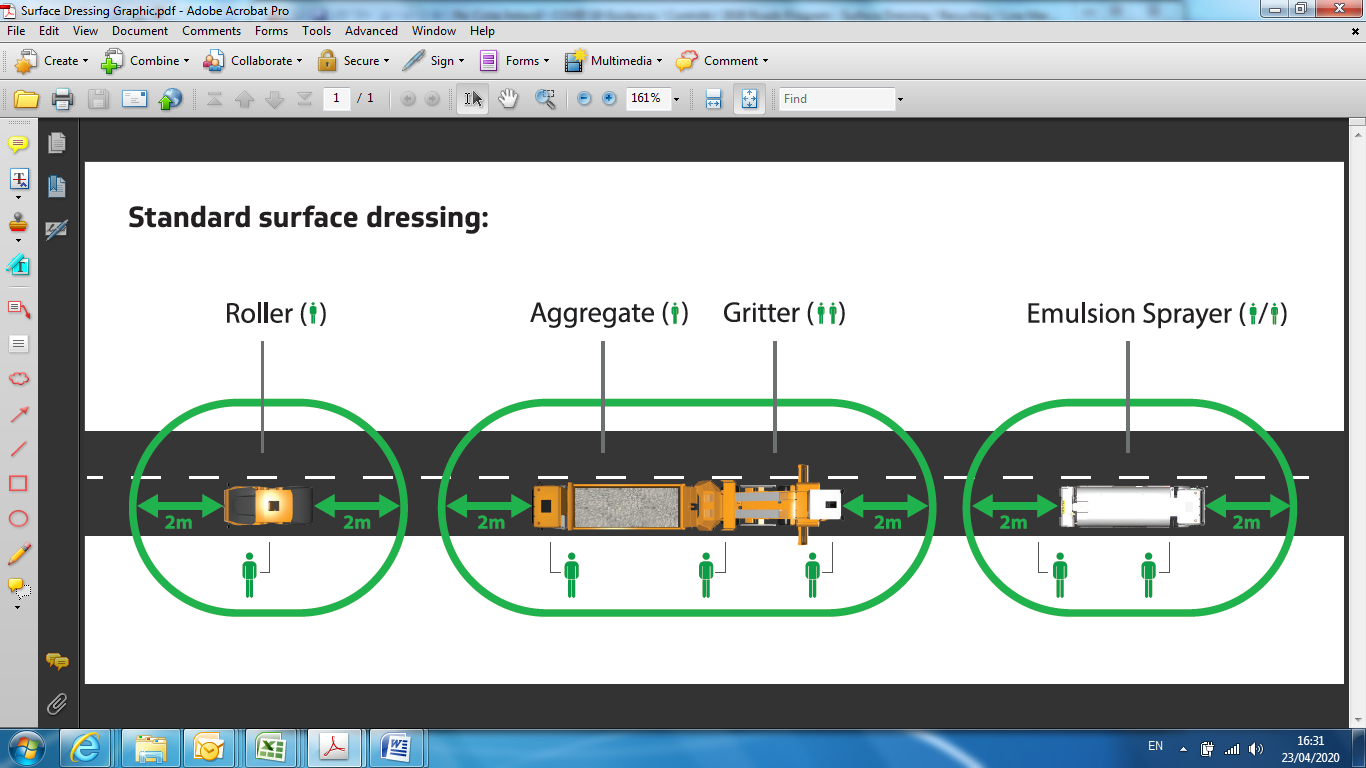 Surface Dressing Graphic.pdf - Adobe Acrobat Pro
File Edit View Document Comments Forms Tools Advanced Window Help
Create Combine Collaborate Secure Sign Forms Multimedia Comment
1 / 1 161% Find
Standard surface dressing:
Roller ( ) Aggregate ( ) Gritter ( ) Emulsion Sprayer ( / )
2m 2m 2m 2m 2m 2m
EN 16:31
23/04/2020